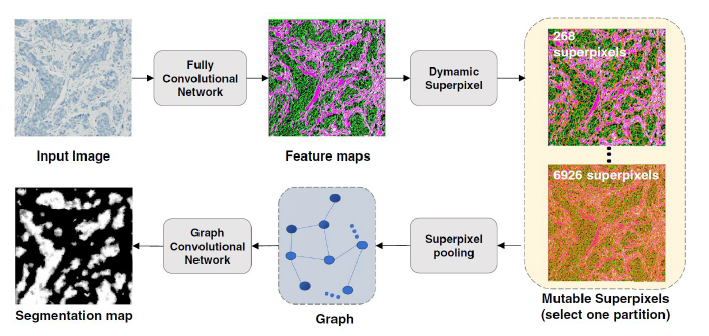 Fully
Convolutional
Network
Dymamic
Superpixel
268
superpixels
Input Image
Feature maps
6926 superpixels
Graph
Convolutional
Network
Superpixel
pooling
Segmentation map
Graph
Mutable Superpixels
(select one partition)